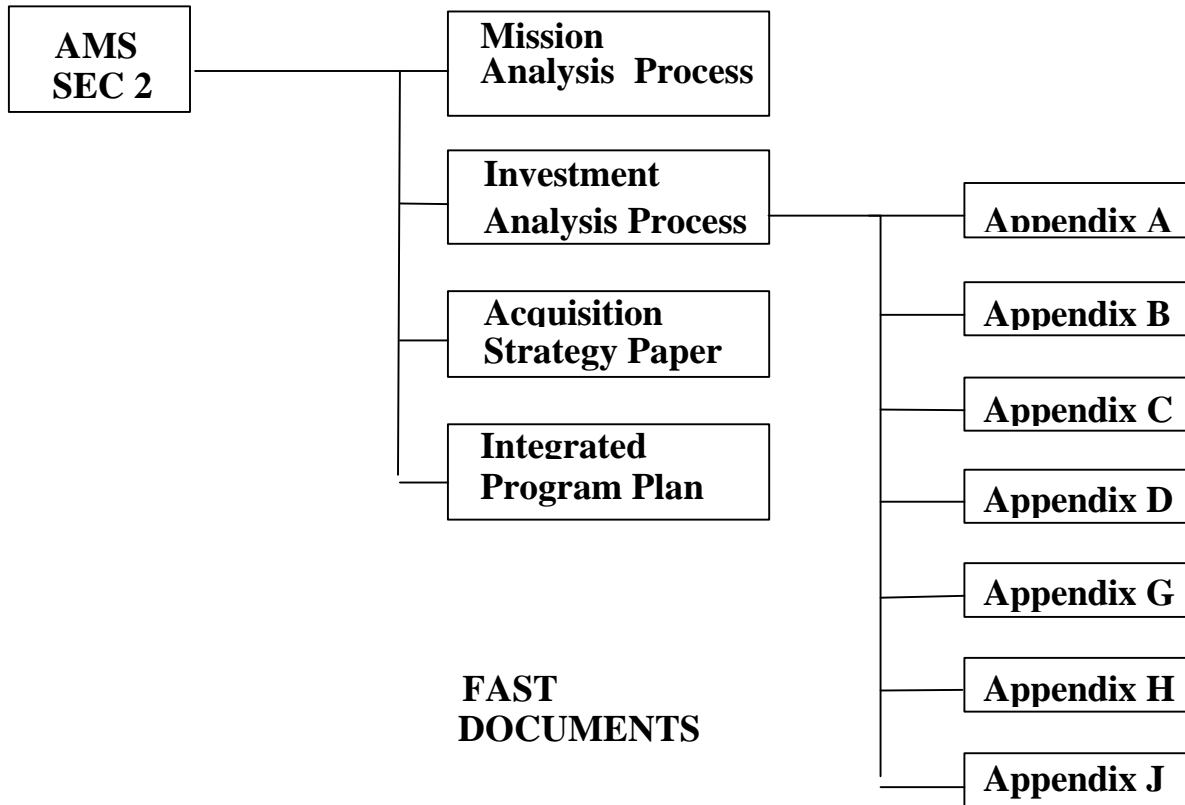 AMS
SEC 2
Mission
Analysis Process
Investment
Analysis Process
Acquisition
Strategy Paper
Integrated
Program Plan
Appendix A
Appendix B
Appendix C
Appendix D
Appendix G
Appendix H
Appendix J
FAST
DOCUMENTS